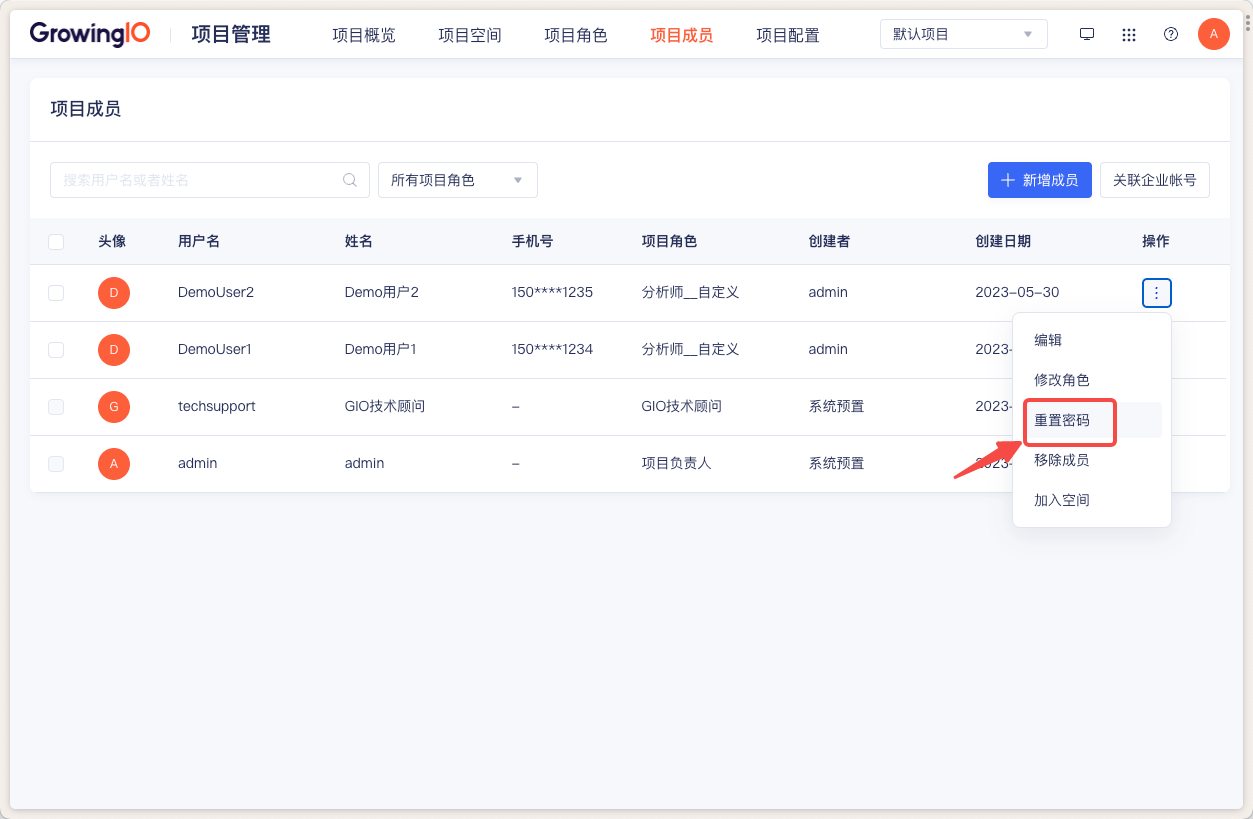 GrowingIO 项目管理 项目概览 项目空间 项目角色 项目成员 项目配置 默认项目 A
项目成员
搜索用户名或者姓名 所有项目角色 新增成员 关联企业帐号
头像 用户名 姓名 手机号 项目角色 创建者 创建日期 操作
D DemoUser2 Demo用户2 150****1235 分析师__自定义 admin 2023-05-30
D DemoUser1 Demo用户1 150****1234 分析师__自定义 admin 2023-
G techsupport GIO技术顾问 - GIO技术顾问 系统预置 2023-
A admin admin - 项目负责人 系统预置 2023-
编辑
修改角色
重置密码
移除成员
加入空间